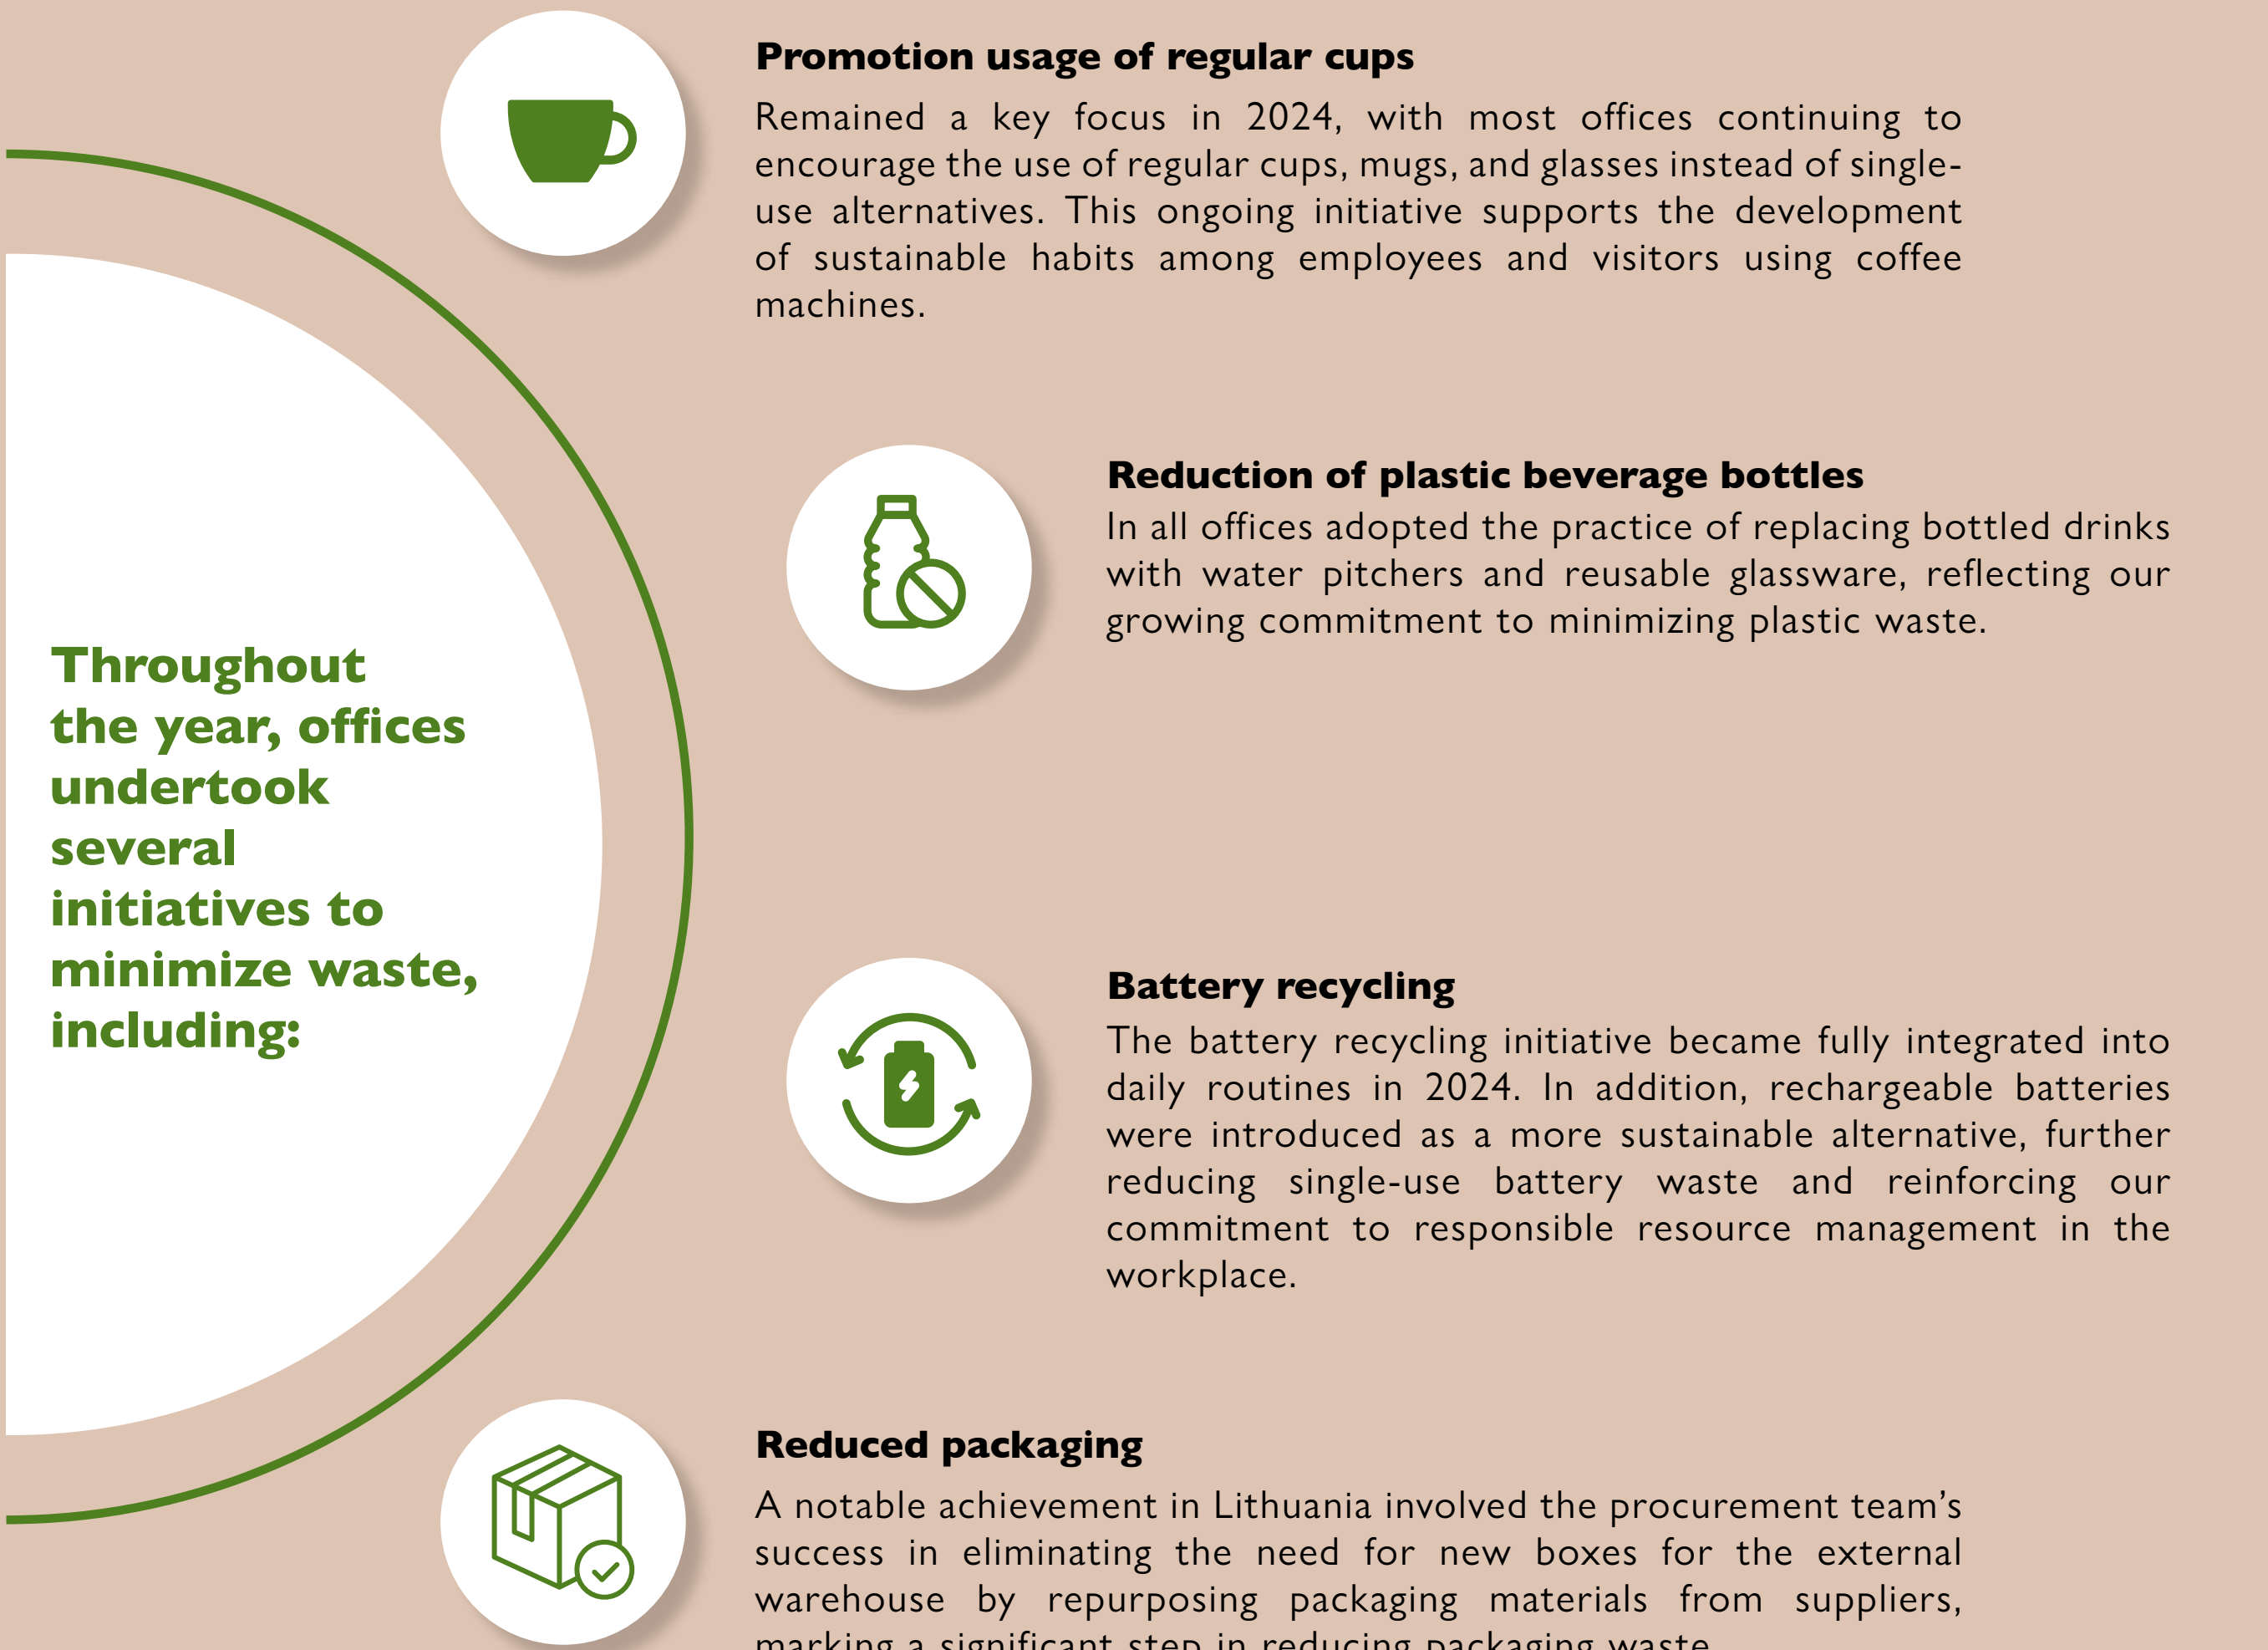 Promotion usage of regular cups
Remained a key focus in 2024, with most offices continuing to
encourage the use of regular cups, mugs, and glasses instead of single-
use alternatives. This ongoing initiative supports the development
of sustainable habits among employees and visitors using coffee
machines.
Reduction of plastic beverage bottles
In all offices adopted the practice of replacing bottled drinks
with water pitchers and reusable glassware, reflecting our
growing commitment to minimizing plastic waste.
Throughout
the year, offices
undertook
several
initiatives to
minimize waste,
including:
Battery recycling
The battery recycling initiative became fully integrated into
daily routines in 2024. In addition, rechargeable batteries
were introduced as a more sustainable alternative, further
reducing single-use battery waste and reinforcing our
commitment to responsible resource management in the
workplace.
Reduced packaging
A notable achievement in Lithuania involved the procurement team’s
success in eliminating the need for new boxes for the external
warehouse by repurposing packaging materials from suppliers,
marking a significant step in reducing packaging waste